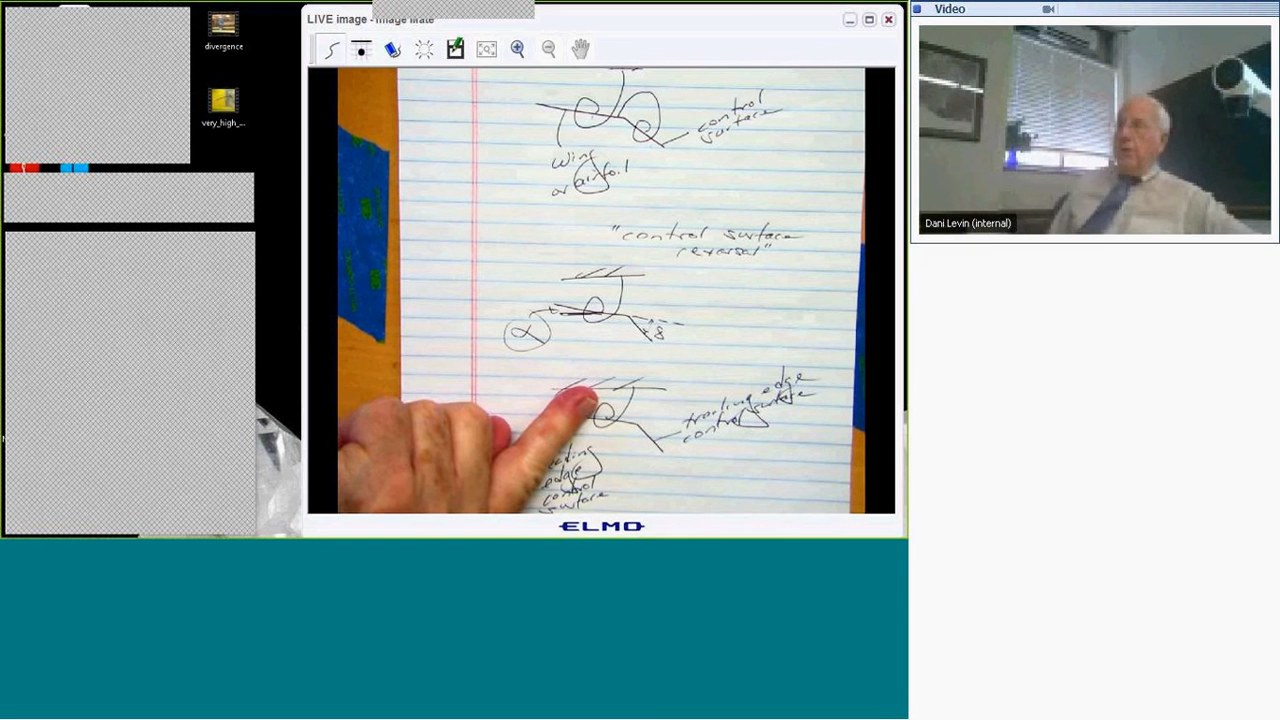 LIVE image - Image Mate
Video
divergence
very_high_...
control
surface
wing
or airfoil
"control surface
reversal"
α
δ
trailing edge
control surface
leading
edge
control
surface
ELMO
Dani Levin (internal)